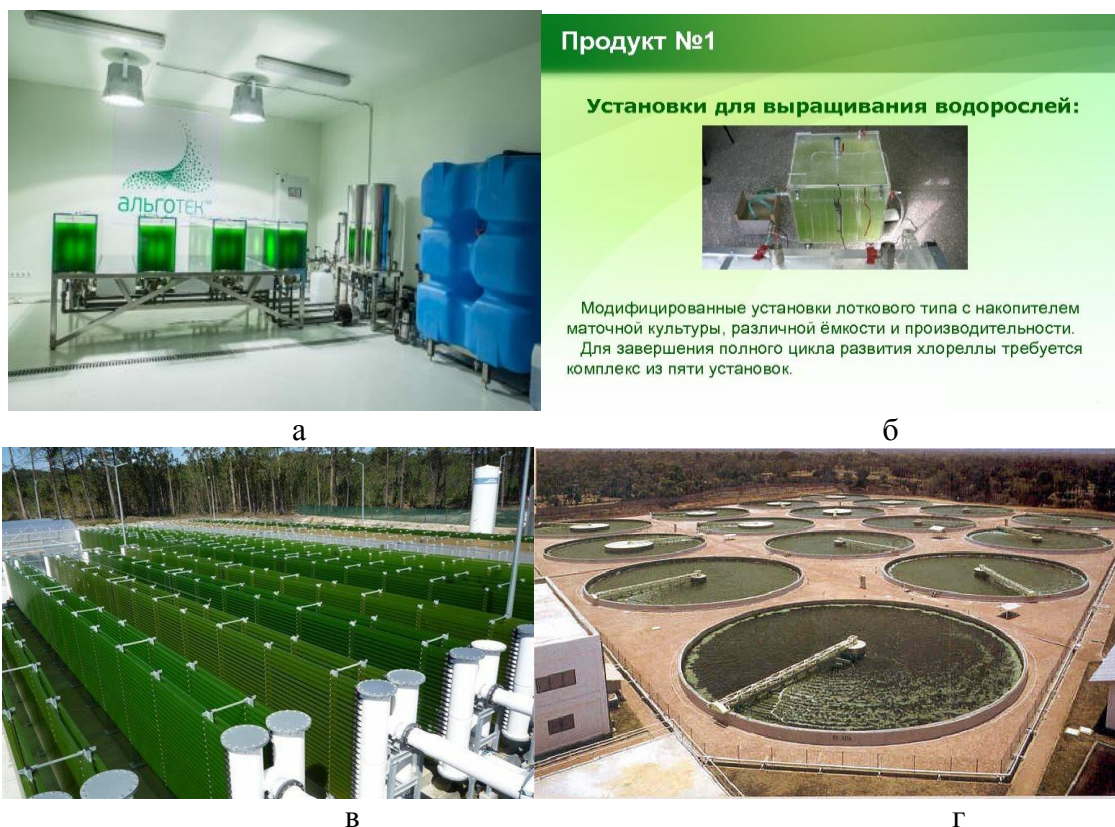 Продукт №1
Установки для выращивания водорослей:
альготек™
Модифицированные установки лоткового типа с накопителем
маточной культуры, различной ёмкости и производительности.
Для завершения полного цикла развития хлореллы требуется
комплекс из пяти установок.
а
б
в
г